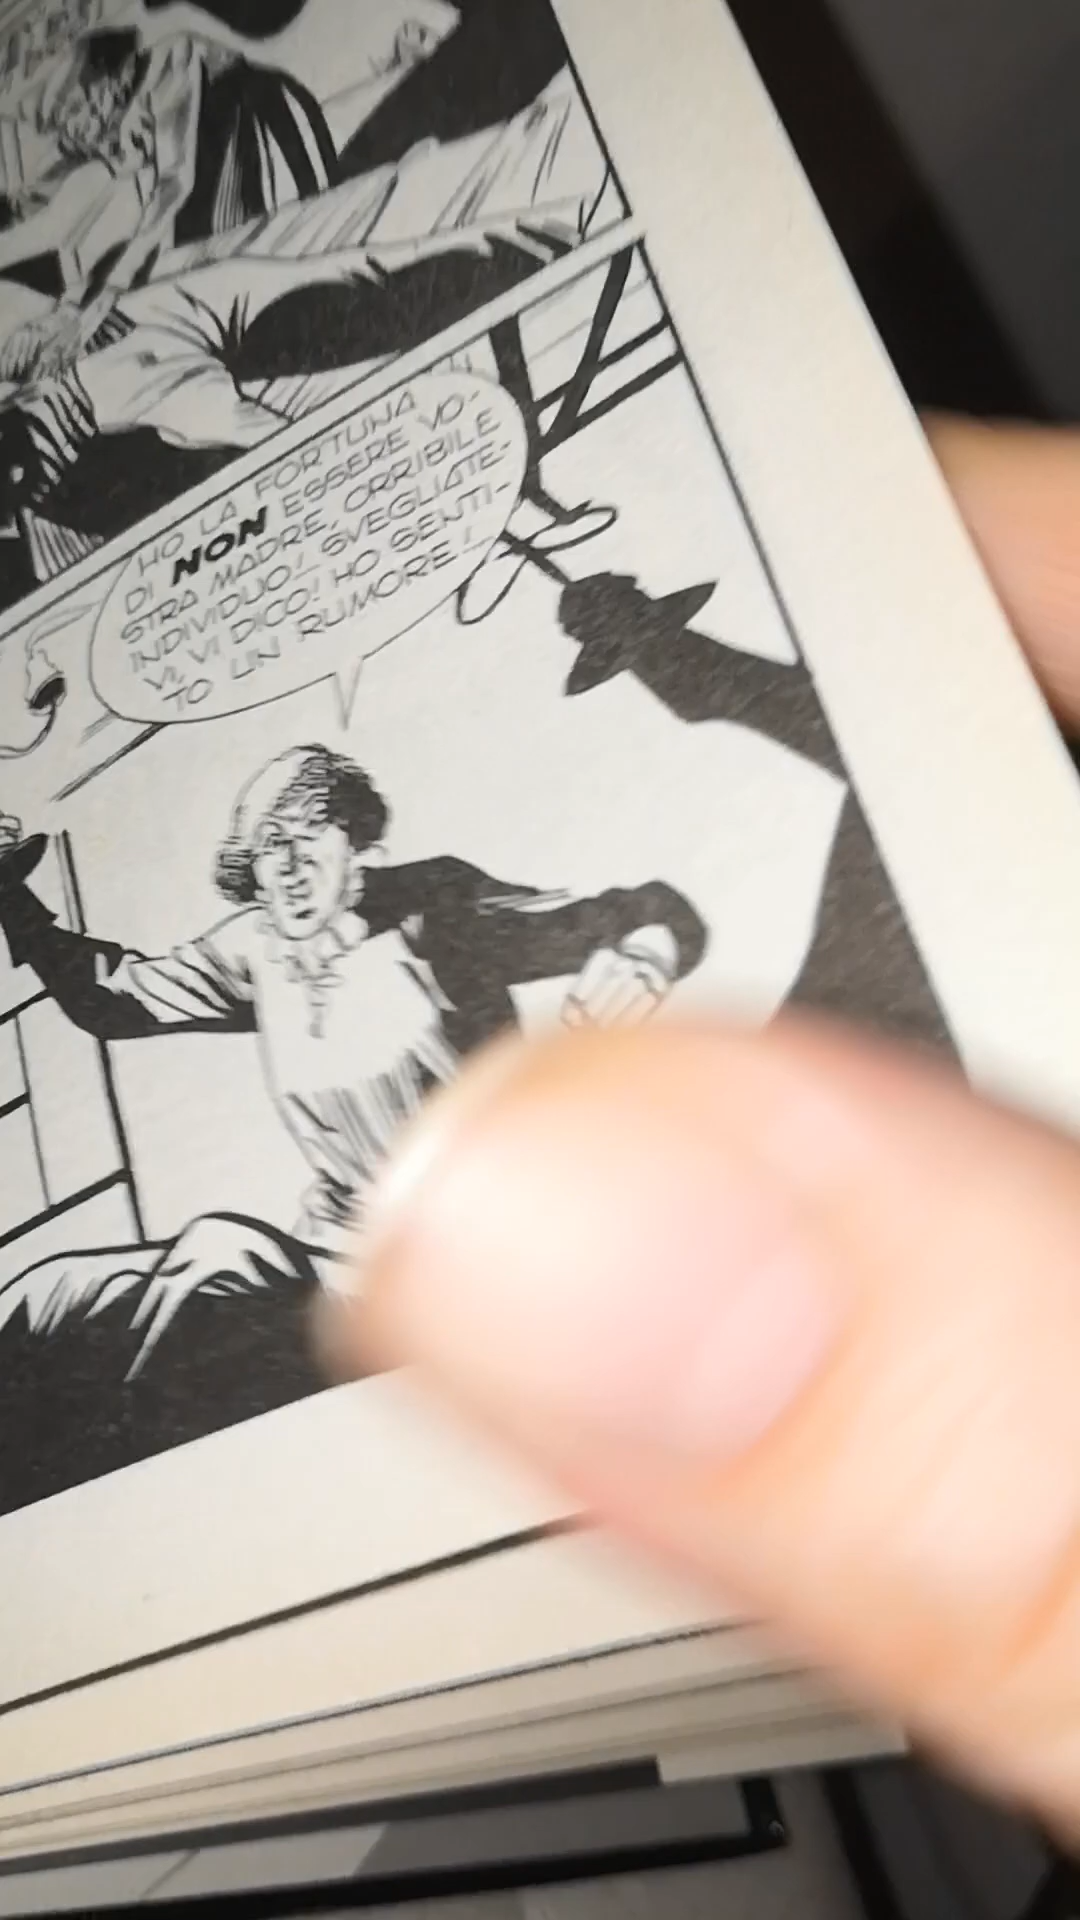 HO LA FORTUNA
DI NON ESSERE VO-
STRA MADRE, ORRIBILE
INDIVIDUO! SVEGLIATE-
VI, VI DICO! HO SENTI-
TO UN RUMORE!